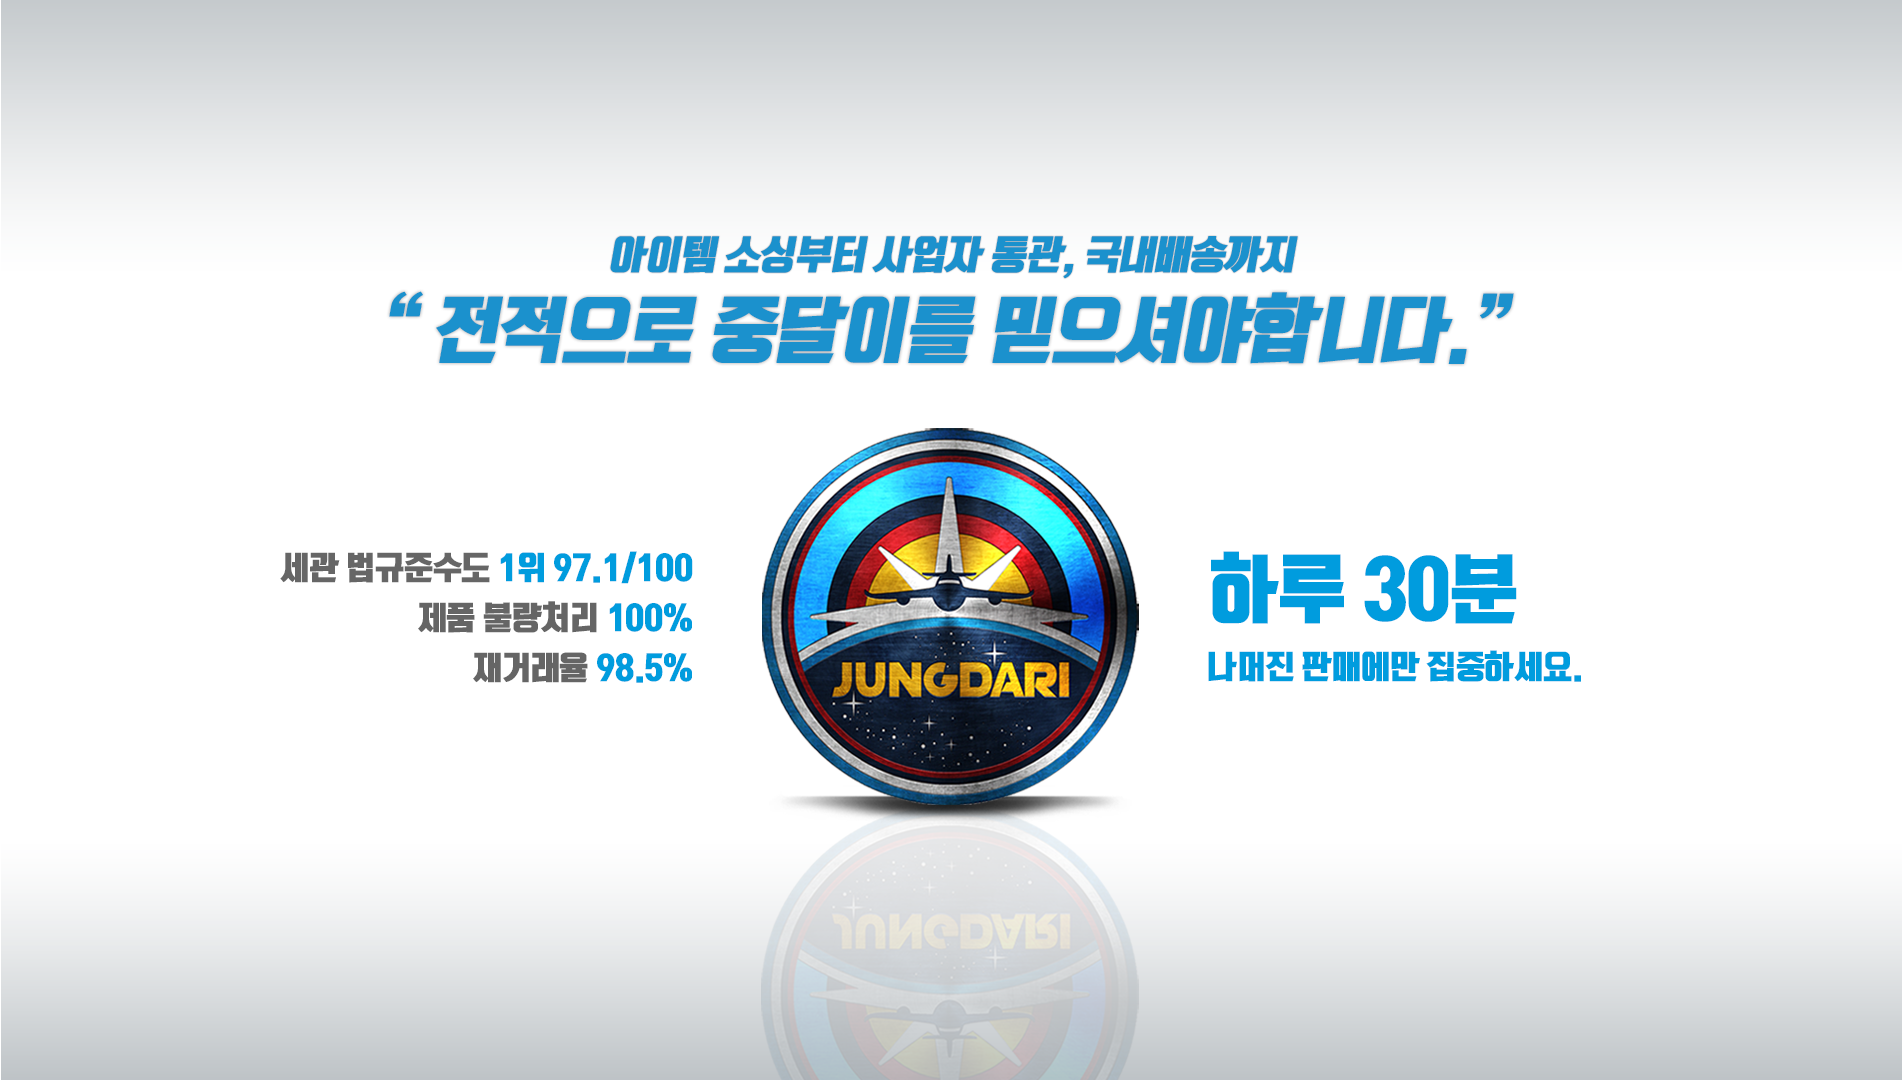 아이템 소싱부터 사업자 통관, 국내배송까지
“ 전적으로 중달이를 믿으셔야합니다. ”
세관 법규준수도 1위 97.1/100
제품 불량처리 100%
재거래율 98.5%
JUNGDARI
하루 30분
나머진 판매에만 집중하세요.